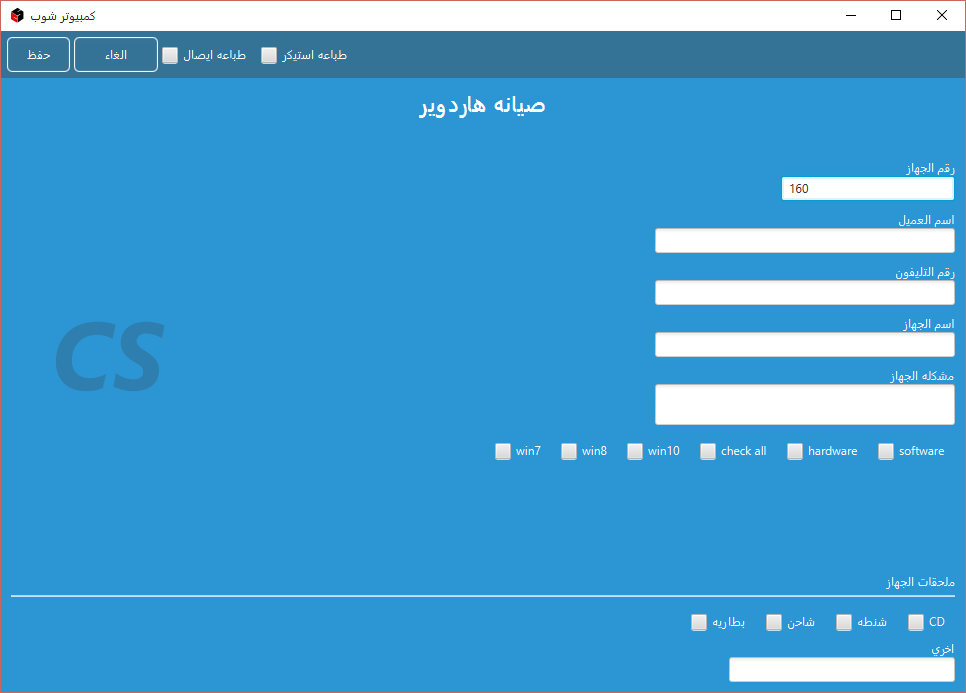 كمبيوتر شوب
حفظ
الغاء
طباعه ايصال
طباعه استيكر
صيانه هاردوير
رقم الجهاز
160
اسم العميل
رقم التليفون
اسم الجهاز
CS
مشكله الجهاز
win7 win8 win10 check all hardware software
ملحقات الجهاز
بطاريه شاحن شنطه CD
اخري